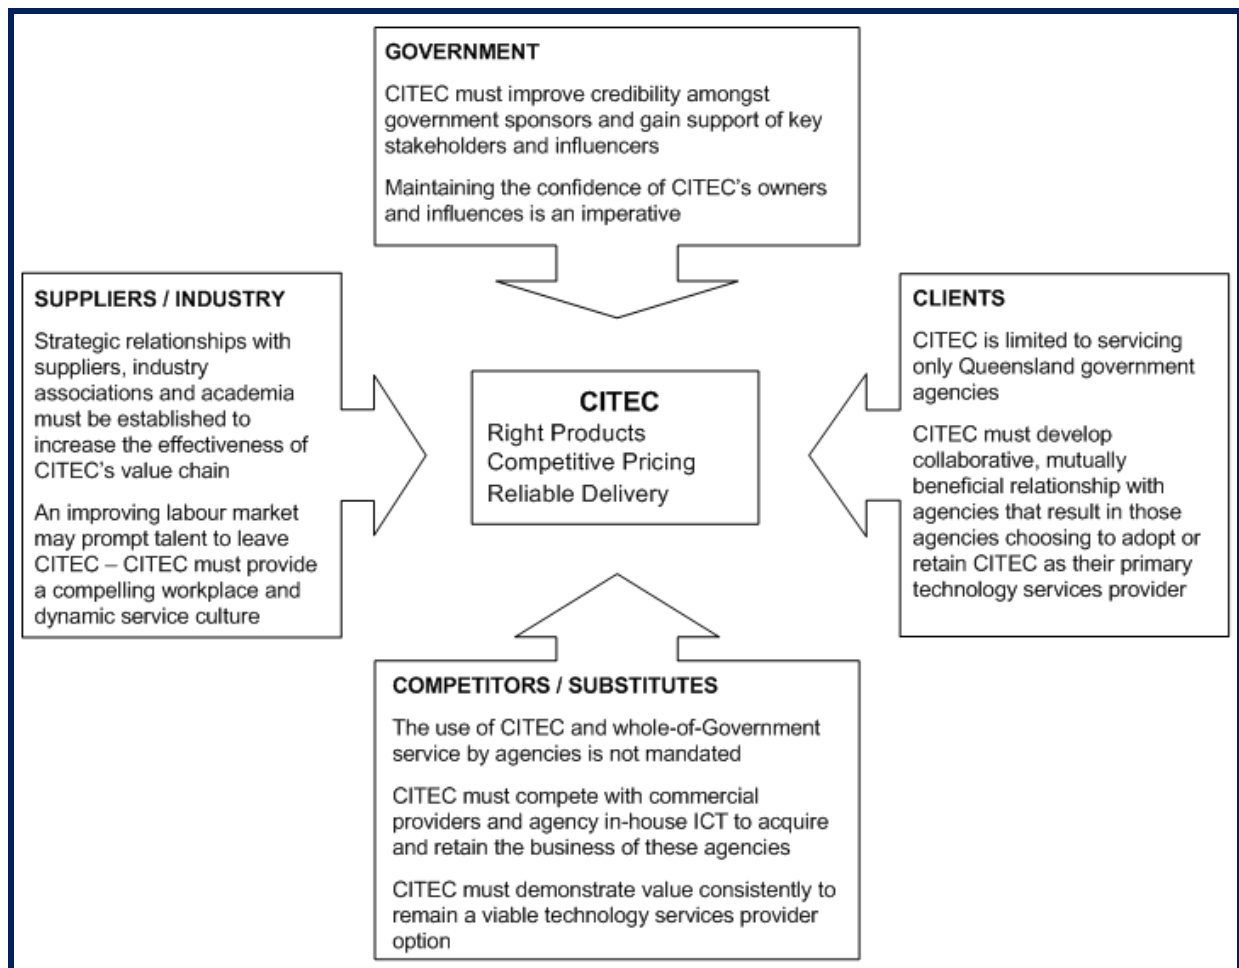 GOVERNMENT
CITEC must improve credibility amongst
government sponsors and gain support of key
stakeholders and influencers
Maintaining the confidence of CITEC's owners
and influences is an imperative
SUPPLIERS / INDUSTRY
Strategic relationships with
suppliers, industry
associations and academia
must be established to
increase the effectiveness of
CITEC's value chain
An improving labour market
may prompt talent to leave
CITEC – CITEC must provide
a compelling workplace and
dynamic service culture
CITEC
Right Products
Competitive Pricing
Reliable Delivery
CLIENTS
CITEC is limited to servicing
only Queensland government
agencies
CITEC must develop
collaborative, mutually
beneficial relationship with
agencies that result in those
agencies choosing to adopt or
retain CITEC as their primary
technology services provider
COMPETITORS / SUBSTITUTES
The use of CITEC and whole-of-Government
service by agencies is not mandated
CITEC must compete with commercial
providers and agency in-house ICT to acquire
and retain the business of these agencies
CITEC must demonstrate value consistently to
remain a viable technology services provider
option